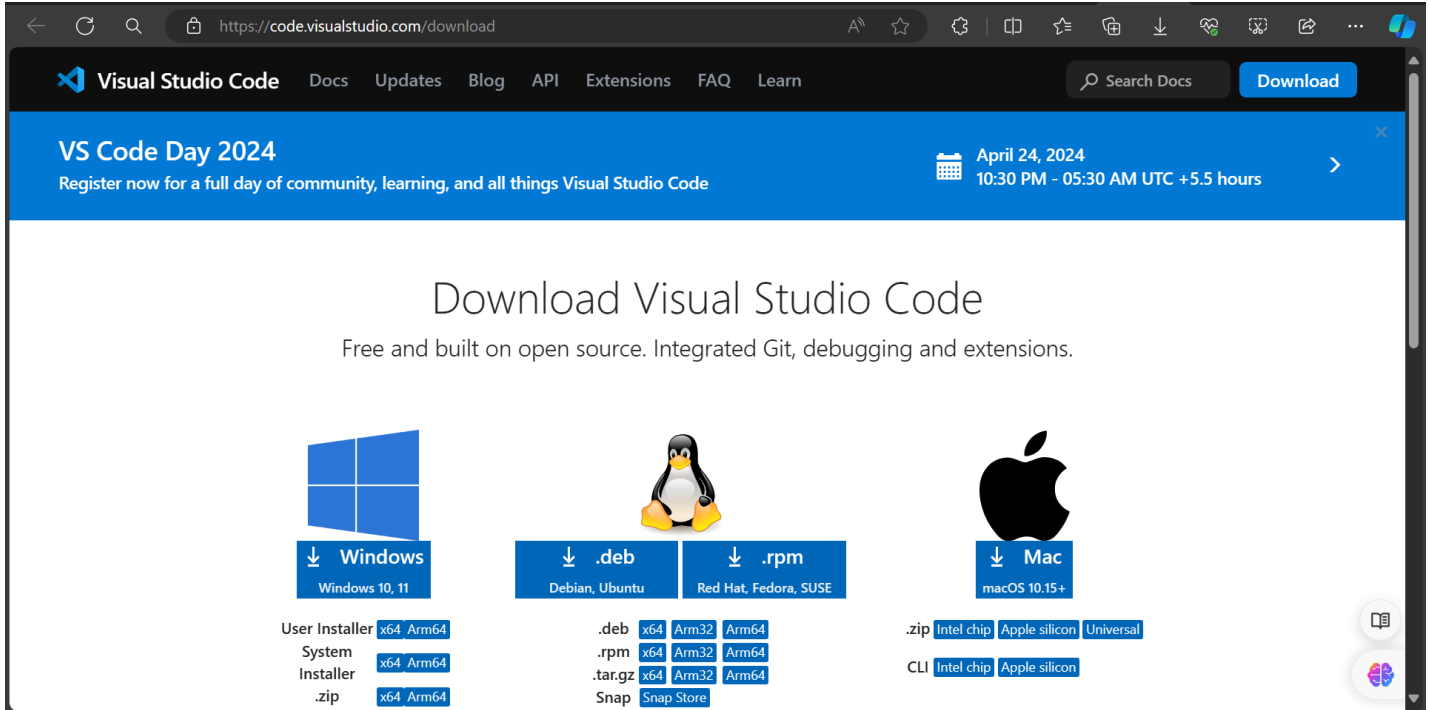 https://code.visualstudio.com/download
Visual Studio Code Docs Updates Blog API Extensions FAQ Learn Search Docs Download
VS Code Day 2024
Register now for a full day of community, learning, and all things Visual Studio Code
April 24, 2024
10:30 PM - 05:30 AM UTC +5.5 hours
Download Visual Studio Code
Free and built on open source. Integrated Git, debugging and extensions.
Windows
Windows 10, 11
User Installer x64 Arm64
System
Installer x64 Arm64
.zip x64 Arm64
.deb
Debian, Ubuntu
.rpm
Red Hat, Fedora, SUSE
.deb x64 Arm32 Arm64
.rpm x64 Arm32 Arm64
.tar.gz x64 Arm32 Arm64
Snap Snap Store
Mac
macOS 10.15+
.zip Intel chip Apple silicon Universal
CLI Intel chip Apple silicon